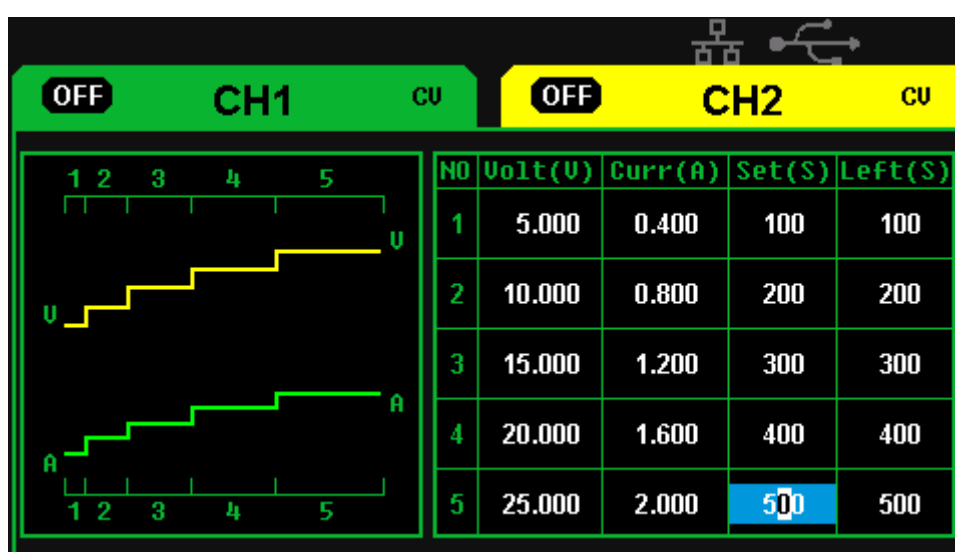 OFF CH1 CV OFF CH2 CV
1 2 3 4 5
V
V
A
A
1 2 3 4 5
NO Volt(V) Curr(A) Set(S) Left(S)
1 5.000 0.400 100 100
2 10.000 0.800 200 200
3 15.000 1.200 300 300
4 20.000 1.600 400 400
5 25.000 2.000 500 500